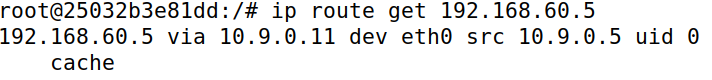 root@25032b3e81dd:/# ip route get 192.168.60.5
192.168.60.5 via 10.9.0.11 dev eth0 src 10.9.0.5 uid 0
    cache